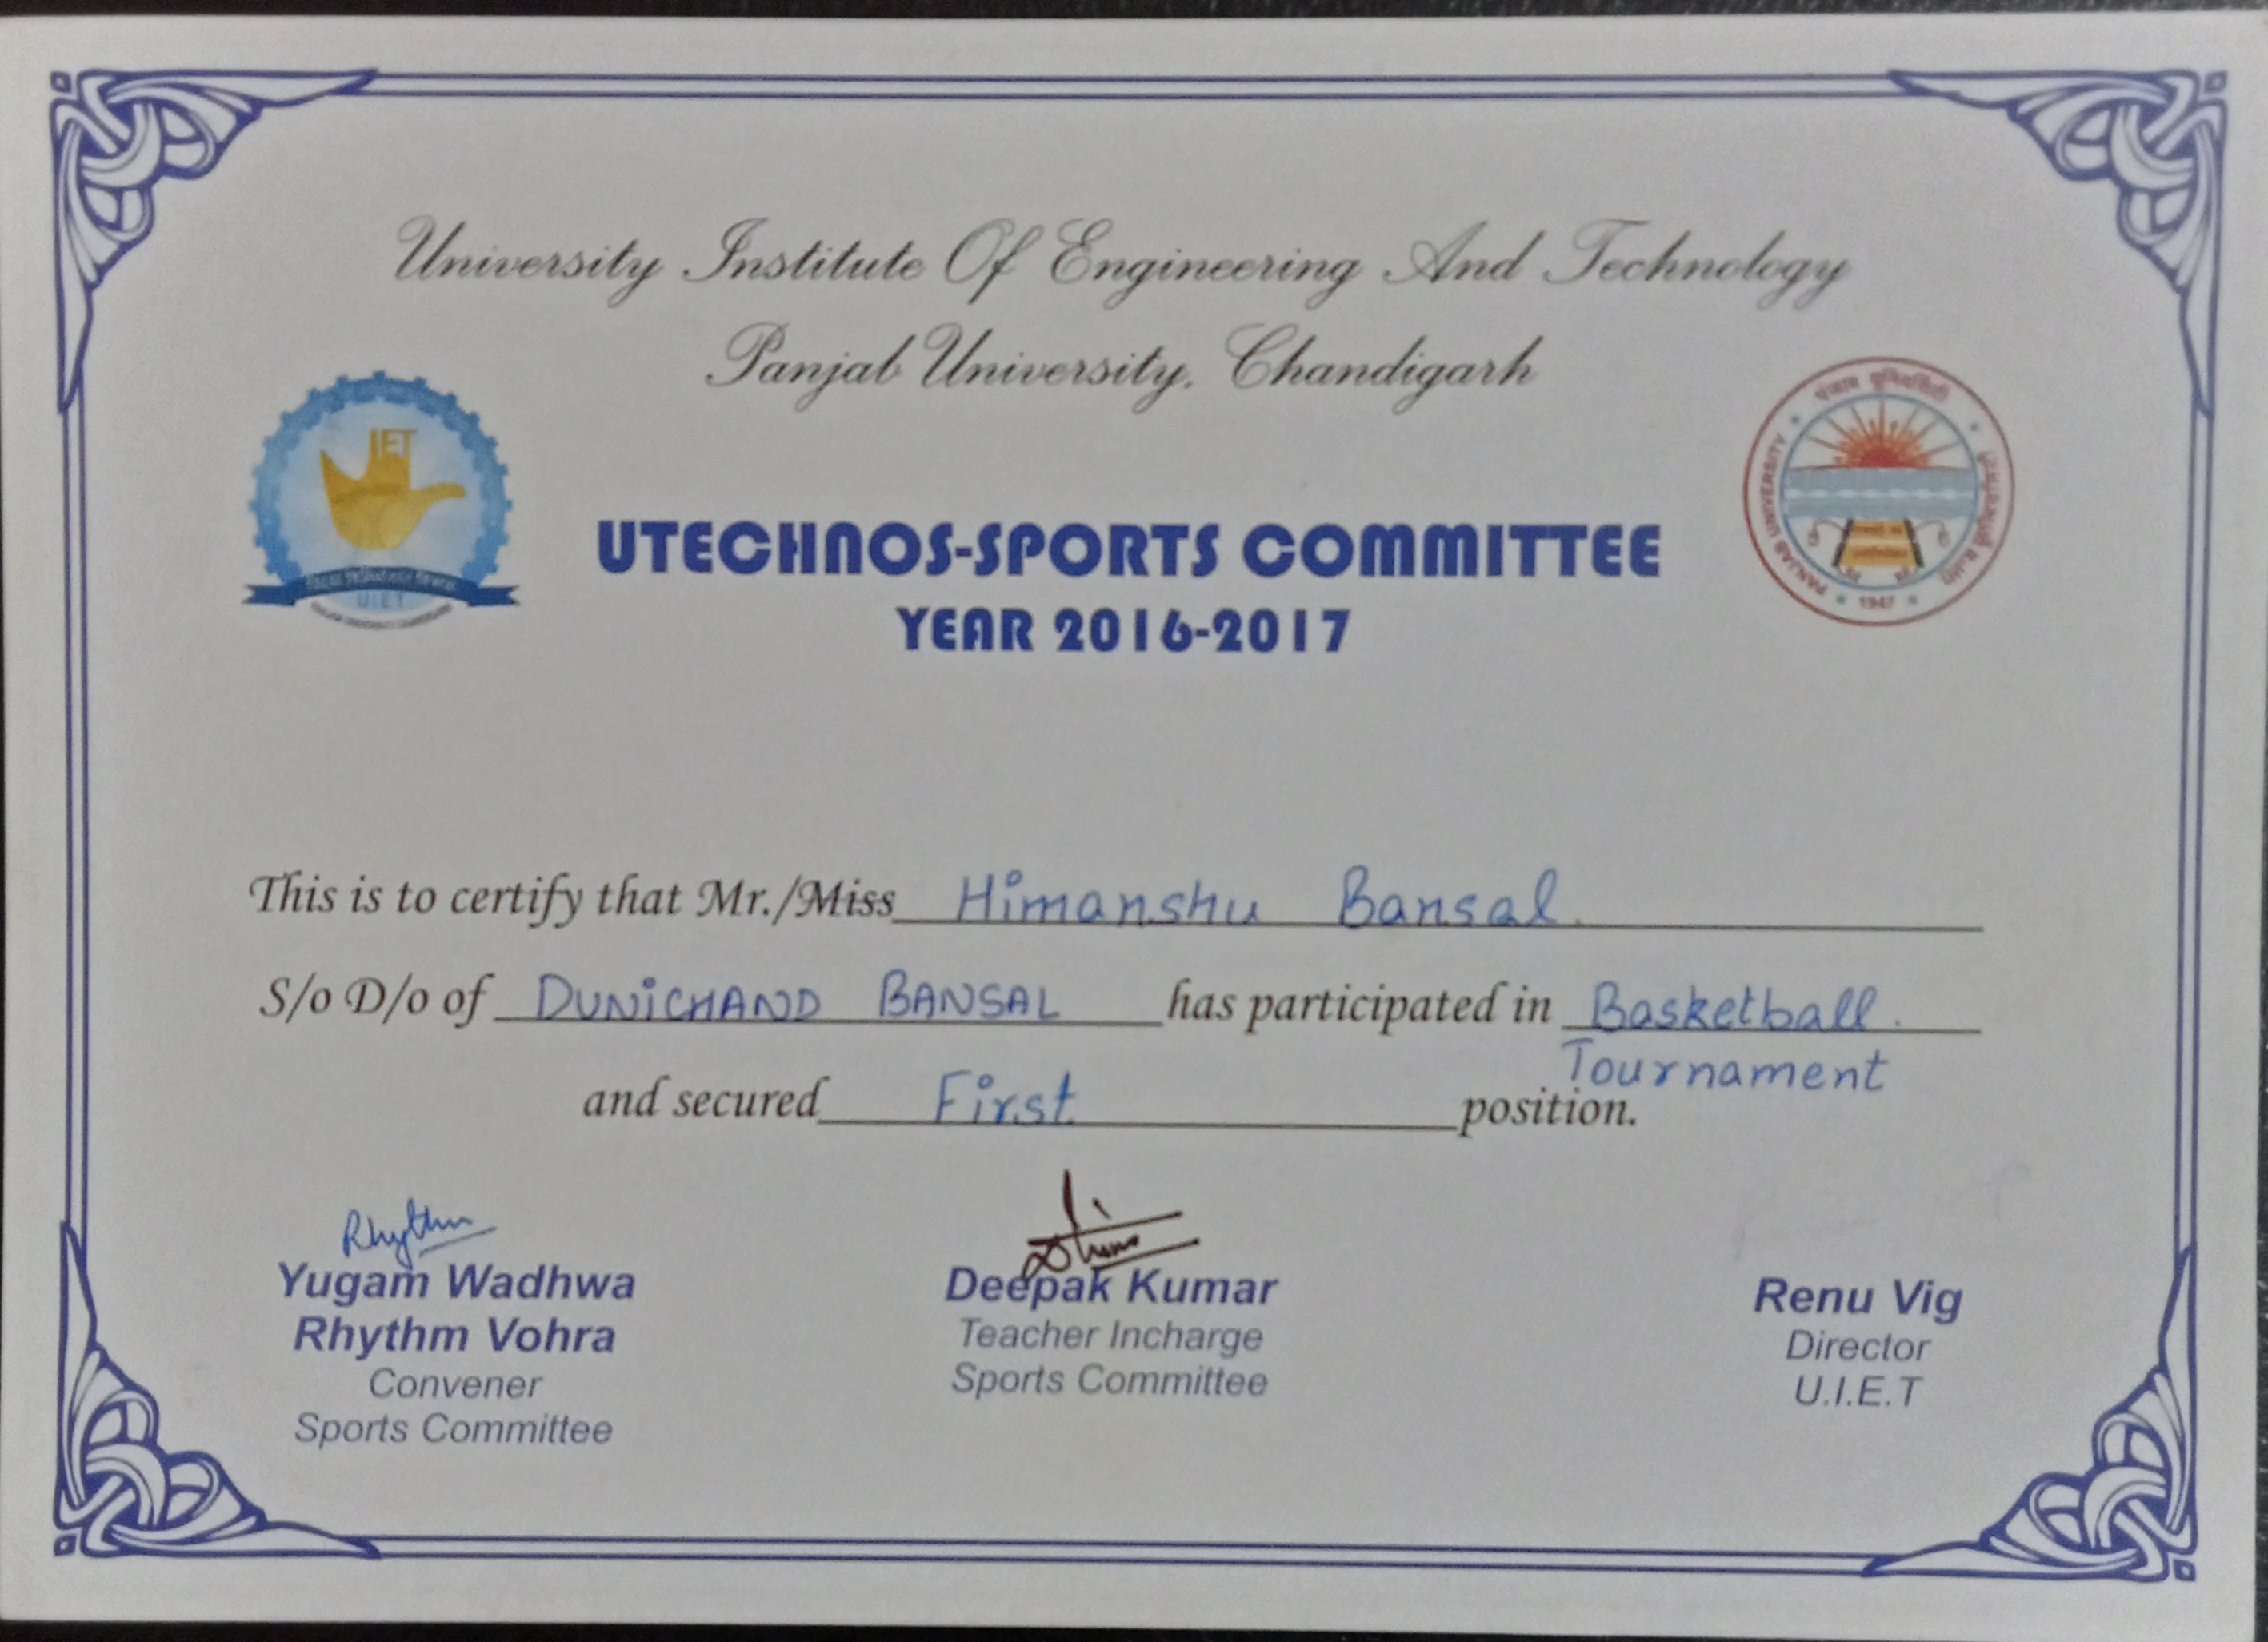 University Institute Of Engineering And Technology
Panjab University, Chandigarh
IET
UIET
PANJAB UNIVERSITY
1947
UTECHNOS-SPORTS COMMITTEE
YEAR 2016-2017
This is to certify that Mr./Miss Himanshu Bansal.
S/o D/o of DUNICHAND BANSAL has participated in Basketball.
Tournament
and secured First position.
Rhythm
Yugam Wadhwa
Rhythm Vohra
Convener
Sports Committee
Deepak Kumar
Teacher Incharge
Sports Committee
Renu Vig
Director
U.I.E.T